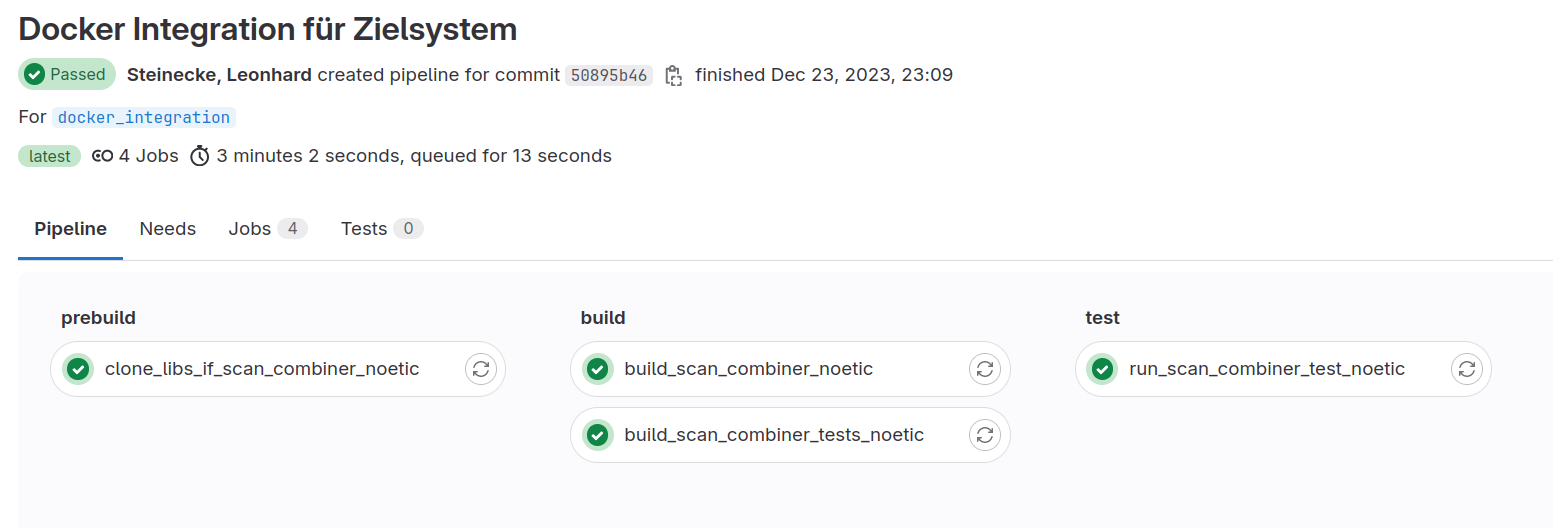 Docker Integration für Zielsystem
Passed Steinecke, Leonhard created pipeline for commit 50895b46 finished Dec 23, 2023, 23:09
For docker_integration
latest 4 Jobs 3 minutes 2 seconds, queued for 13 seconds
Pipeline Needs Jobs 4 Tests 0
prebuild build test
clone_libs_if_scan_combiner_noetic build_scan_combiner_noetic run_scan_combiner_test_noetic
build_scan_combiner_tests_noetic